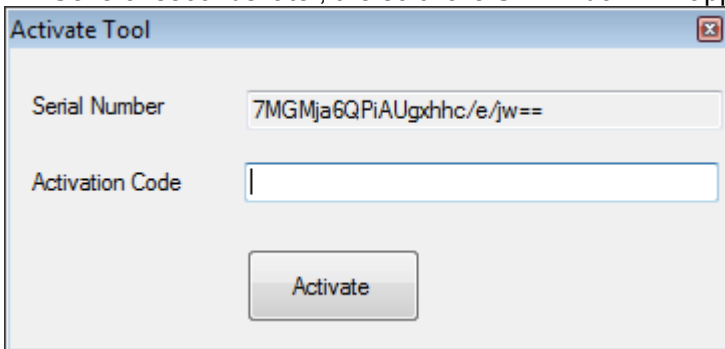 Activate Tool
Serial Number 7MGMja6QPiAUgxhhc/e/jw==
Activation Code
Activate